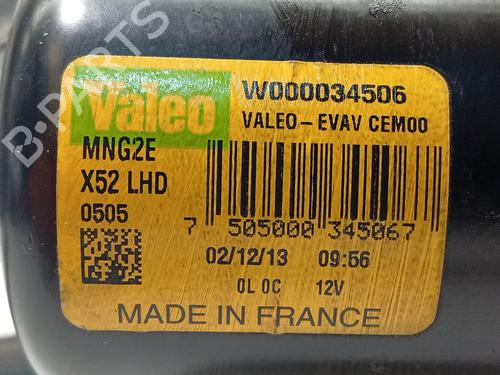 Valeo
W000034506
VALEO-EVAV CEM00
MNG2E
X52 LHD
0505
7 505000 345067
02/12/13 09:56
0L 0C 12V
MADE IN FRANCE
B-PARTS